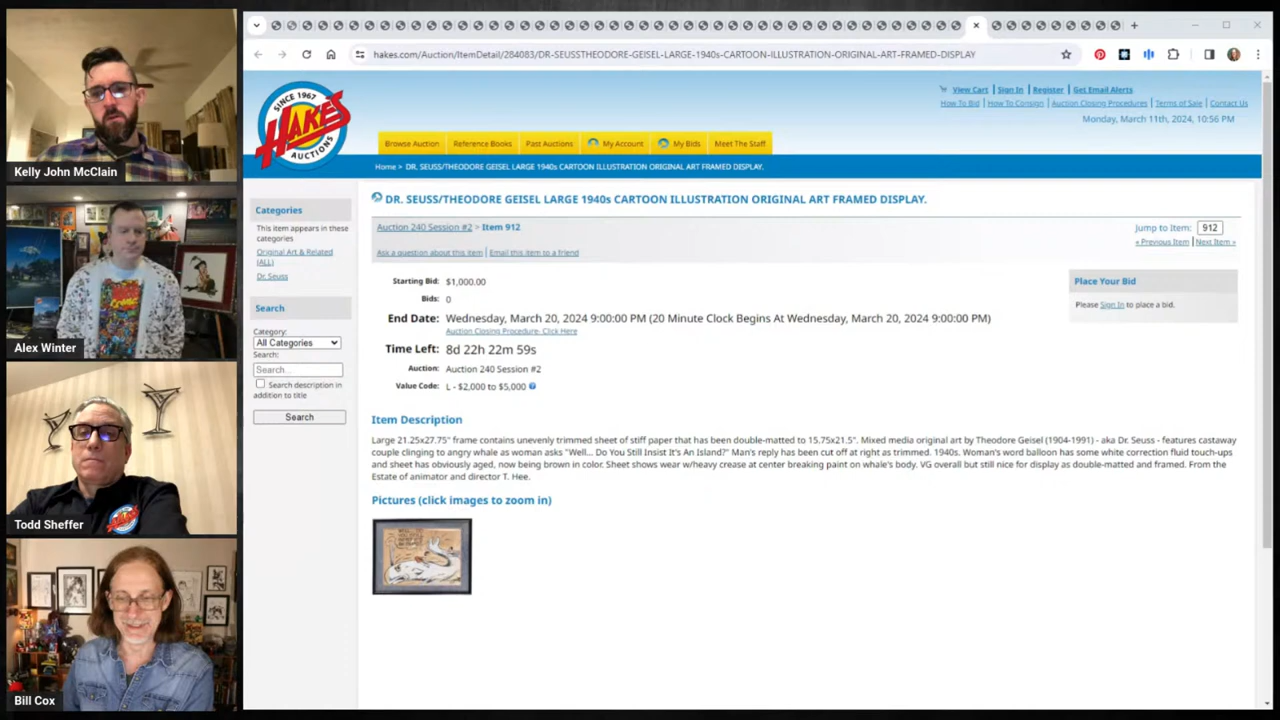 Kelly John McClain
Alex Winter
Todd Sheffer
HAKES
Bill Cox
hakes.com/Auction/ItemDetail/284083/DR-SEUSSTHEODORE-GEISEL-LARGE-1940s-CARTOON-ILLUSTRATION-ORIGINAL-ART-FRAMED-DISPLAY
SINCE 1967
HAKES
AUCTIONS
View Cart | Sign In | Register | Get Email Alerts
How To Bid | How To Consign | Auction Closing Procedures | Terms of Sale | Contact Us
Monday, March 11th, 2024, 10:56 PM
Browse Auction Reference Books Past Auctions My Account My Bids Meet The Staff
Home > DR. SEUSS/THEODORE GEISEL LARGE 1940s CARTOON ILLUSTRATION ORIGINAL ART FRAMED DISPLAY.
Categories
This item appears in these
categories
Original Art & Related
(ALL)
Dr. Seuss
Search
Category:
All Categories
Search:
Search...
Search description in
addition to title
Search
DR. SEUSS/THEODORE GEISEL LARGE 1940s CARTOON ILLUSTRATION ORIGINAL ART FRAMED DISPLAY.
Auction 240 Session #2 > Item 912
Jump to Item: 912
Ask a question about this item | Email this item to a friend
« Previous Item | Next Item »
Starting Bid: $1,000.00
Bids: 0
End Date: Wednesday, March 20, 2024 9:00:00 PM (20 Minute Clock Begins At Wednesday, March 20, 2024 9:00:00 PM)
Auction Closing Procedure: Click Here
Time Left: 8d 22h 22m 59s
Auction: Auction 240 Session #2
Value Code: L - $2,000 to $5,000
Place Your Bid
Please Sign In to place a bid.
Item Description
Large 21.25x27.75" frame contains unevenly trimmed sheet of stiff paper that has been double-matted to 15.75x21.5". Mixed media original art by Theodore Geisel (1904-1991) - aka Dr. Seuss - features castaway
couple clinging to angry whale as woman asks "Well... Do You Still Insist It's An Island?" Man's reply has been cut off at right as trimmed. 1940s. Woman's word balloon has some white correction fluid touch-ups
and sheet has obviously aged, now being brown in color. Sheet shows wear w/heavy crease at center breaking paint on whale's body. VG overall but still nice for display as double-matted and framed. From the
Estate of animator and director T. Hee.
Pictures (click images to zoom in)